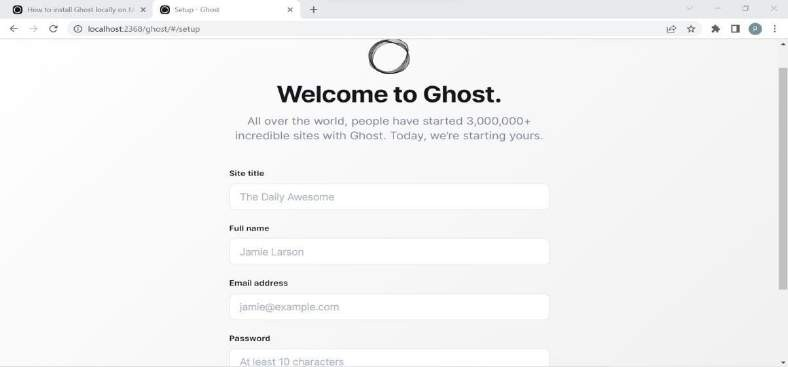 How to install Ghost locally on M
Setup - Ghost
localhost:2368/ghost/#/setup
P
Welcome to Ghost.
All over the world, people have started 3,000,000+
incredible sites with Ghost. Today, we're starting yours.
Site title
The Daily Awesome
Full name
Jamie Larson
Email address
jamie@example.com
Password
At least 10 characters